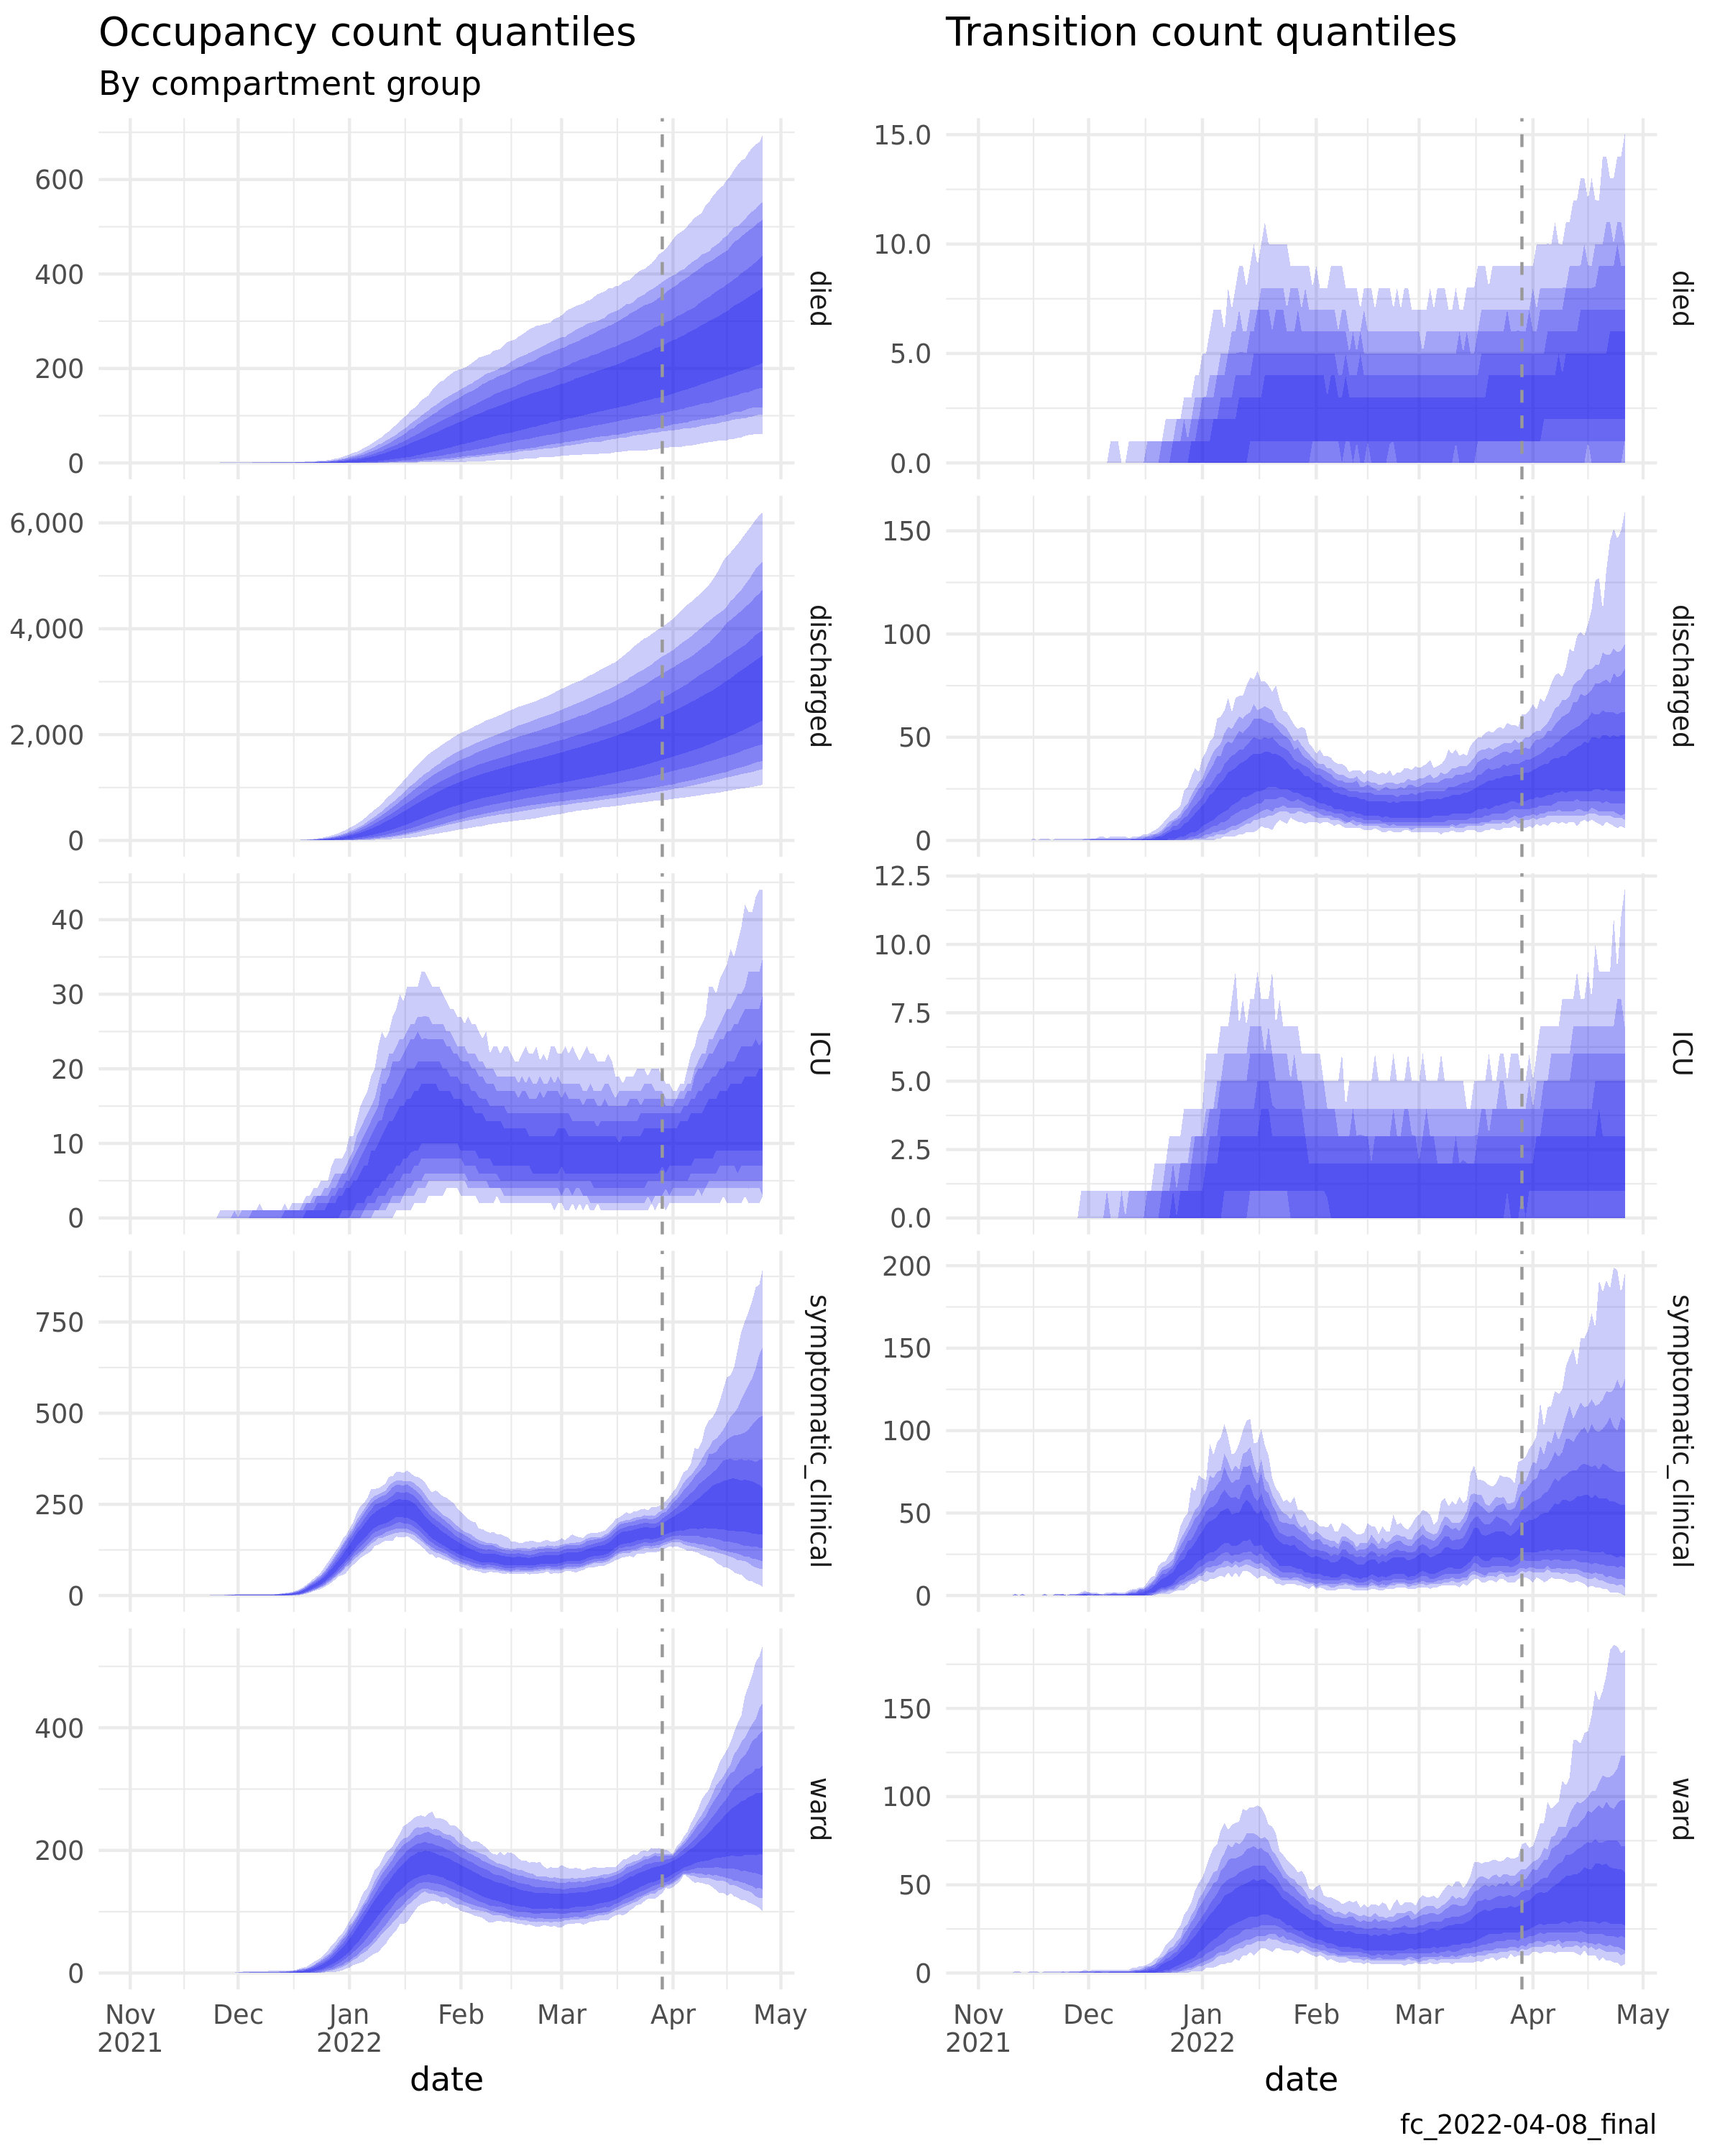 Occupancy count quantiles
By compartment group
600
400
200
0
died
6,000
4,000
2,000
0
discharged
40
30
20
10
0
ICU
750
500
250
0
symptomatic_clinical
400
200
0
ward
Nov Dec Jan Feb Mar Apr May
2021 2022
date
Transition count quantiles
15.0
10.0
5.0
0.0
died
150
100
50
0
discharged
12.5
10.0
7.5
5.0
2.5
0.0
ICU
200
150
100
50
0
symptomatic_clinical
150
100
50
0
ward
Nov Dec Jan Feb Mar Apr May
2021 2022
date
fc_2022-04-08_final